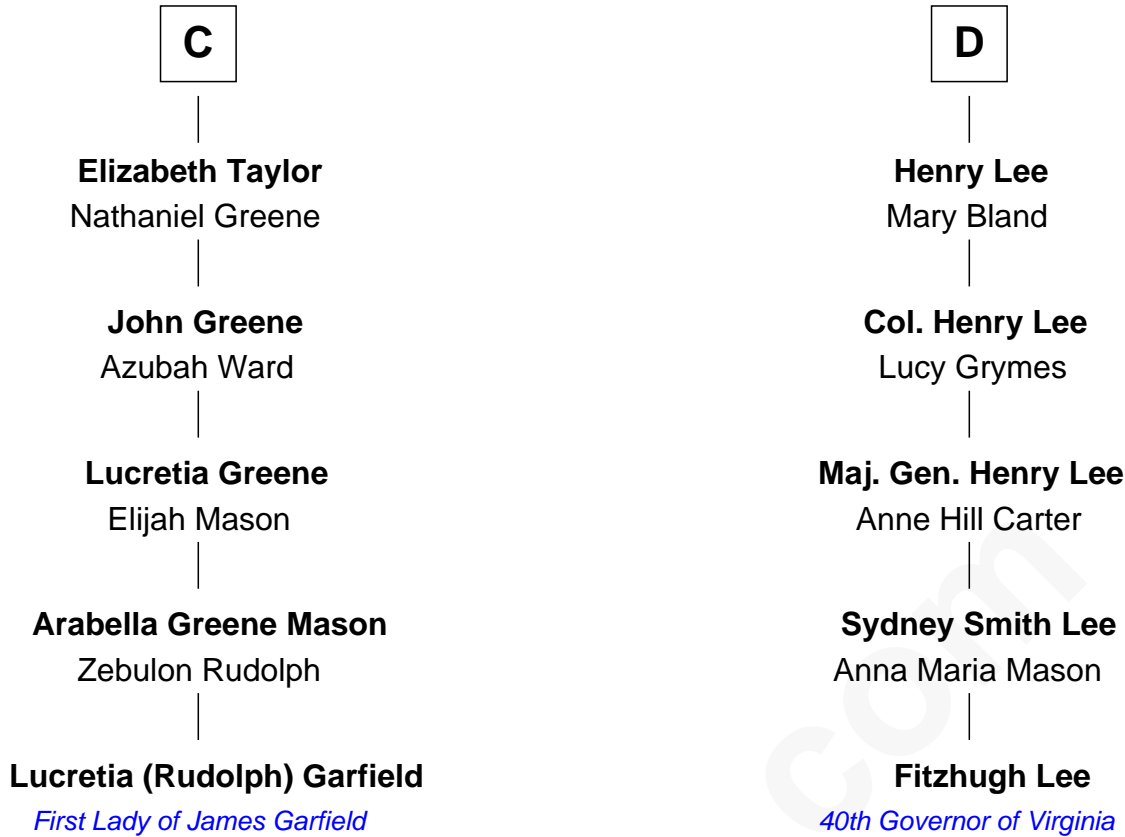 C
Elizabeth Taylor
Nathaniel Greene
John Greene
Azubah Ward
Lucretia Greene
Elijah Mason
Arabella Greene Mason
Zebulon Rudolph
Lucretia (Rudolph) Garfield
First Lady of James Garfield
D
Henry Lee
Mary Bland
Col. Henry Lee
Lucy Grymes
Maj. Gen. Henry Lee
Anne Hill Carter
Sydney Smith Lee
Anna Maria Mason
Fitzhugh Lee
40th Governor of Virginia
com